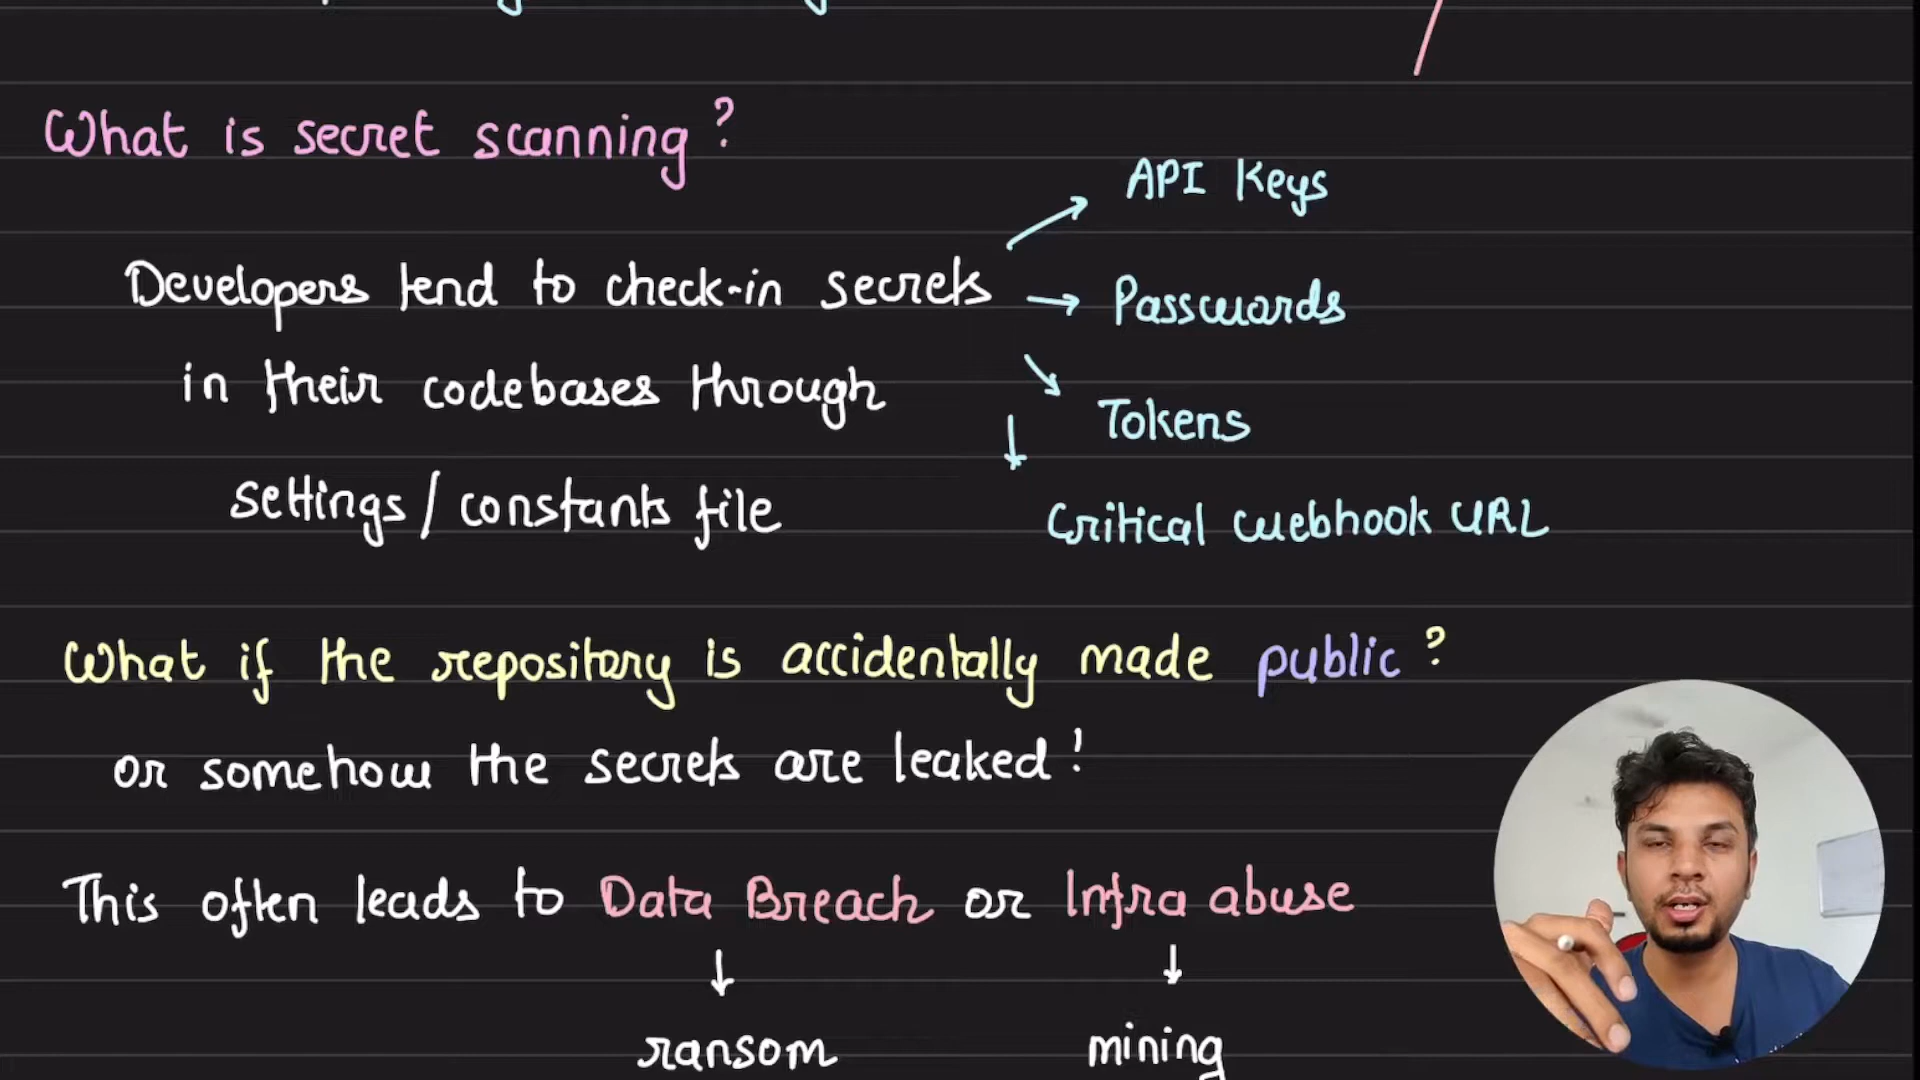 What is secret scanning?
API Keys
Developers tend to check-in secrets
Passwords
in their codebases through
Tokens
settings/constants file
Critical webhook URL
What if the repository is accidentally made public?
or somehow the secrets are leaked!
This often leads to Data Breach or Infra abuse
ransom
mining